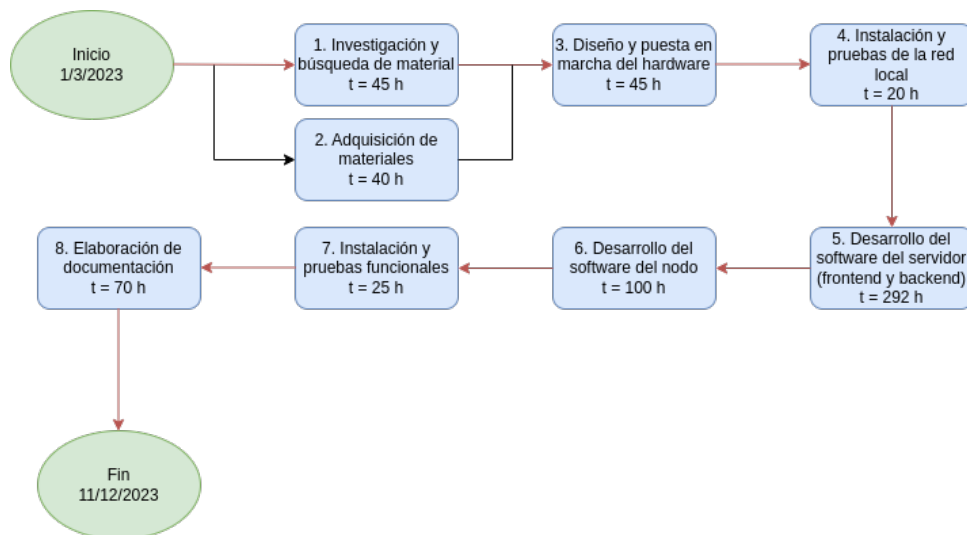 Inicio
1/3/2023
1. Investigación y
búsqueda de material
t = 45 h
2. Adquisición de
materiales
t = 40 h
3. Diseño y puesta en
marcha del hardware
t = 45 h
4. Instalación y
pruebas de la red
local
t = 20 h
5. Desarrollo del
software del servidor
(frontend y backend)
t = 292 h
6. Desarrollo del
software del nodo
t = 100 h
7. Instalación y
pruebas funcionales
t = 25 h
8. Elaboración de
documentación
t = 70 h
Fin
11/12/2023